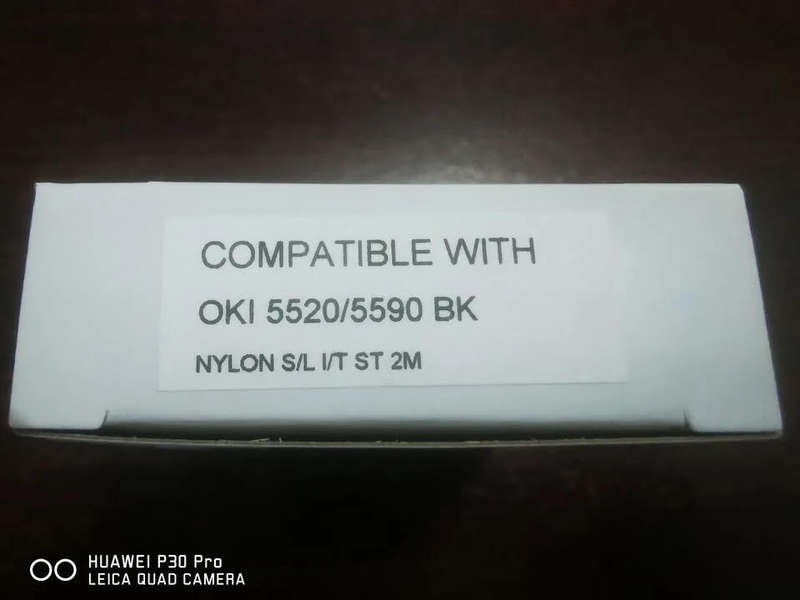 COMPATIBLE WITH
OKI 5520/5590 BK
NYLON S/L I/T ST 2M
HUAWEI P30 Pro
LEICA QUAD CAMERA